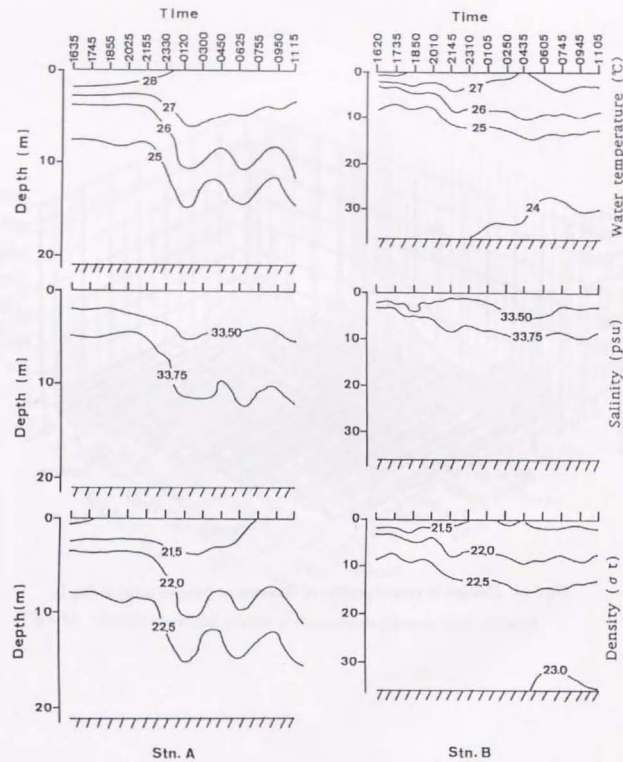 Time Time
1635 1745 1855 2025 2155 2330 0120 0300 0450 0625 0755 0950 1115
1620 1735 1850 2010 2145 2310 0105 0250 0435 0605 0745 0945 1105
0 10 20
Depth (m)
28 27 26 25
0 10 20 30
27 26 25 24
Water temperature (℃)
0 10 20
Depth (m)
33,50 33,75
0 10 20 30
33.50 33,75
Salinity (psu)
0 10 20
Depth(m)
21,5 22,0 22,5
0 10 20 30
21.5 22,0 22,5 23.0
Density (σ t)
Stn. A Stn. B